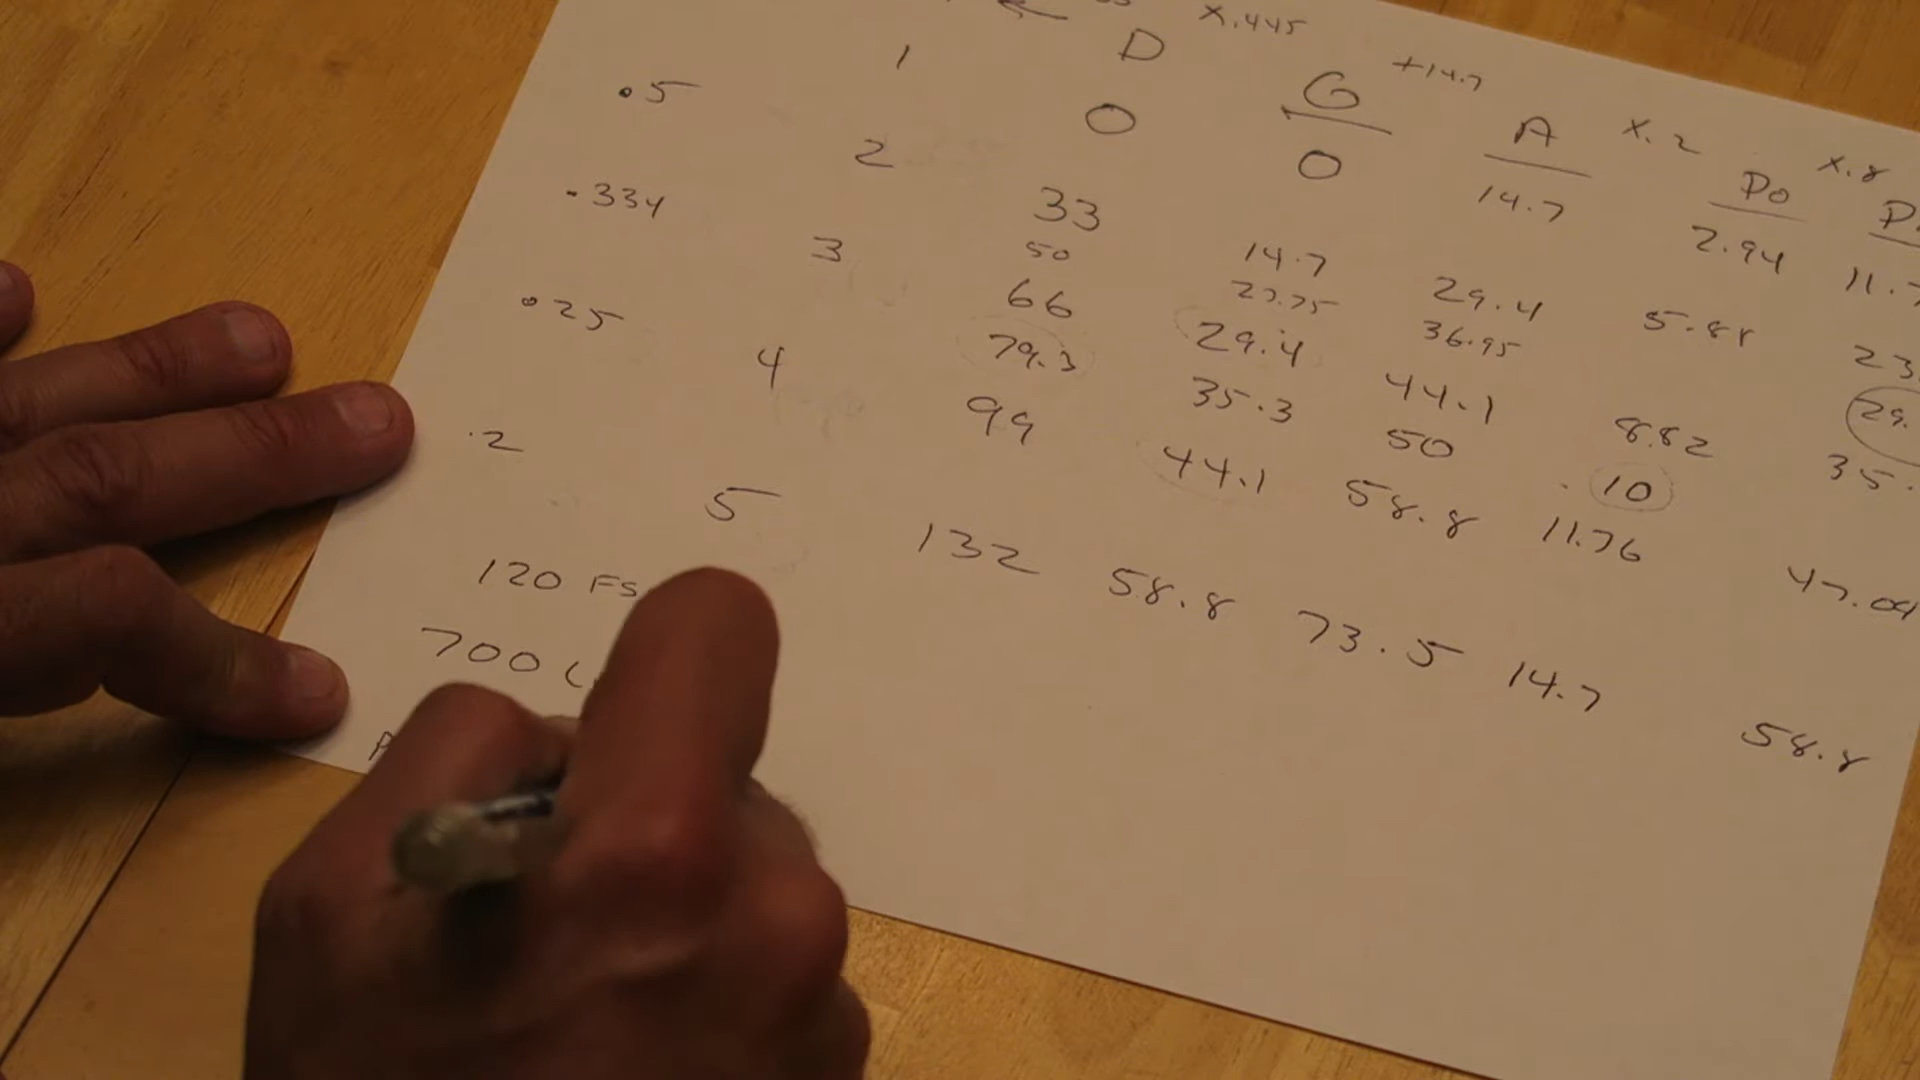 x.445 +14.7 x.2 x.8
1 D G A Po P
.5 0 0 14.7 2.94 11.7
2 33 14.7 29.4 5.88 23.
50 36.95 29.
.334 3 66 29.4 44.1 8.82 35.
79.3 35.3 50 10
.25 4 99 44.1 58.8 11.76 47.04
.2 5 132 58.8 73.5 14.7 58.8
120 FS
700